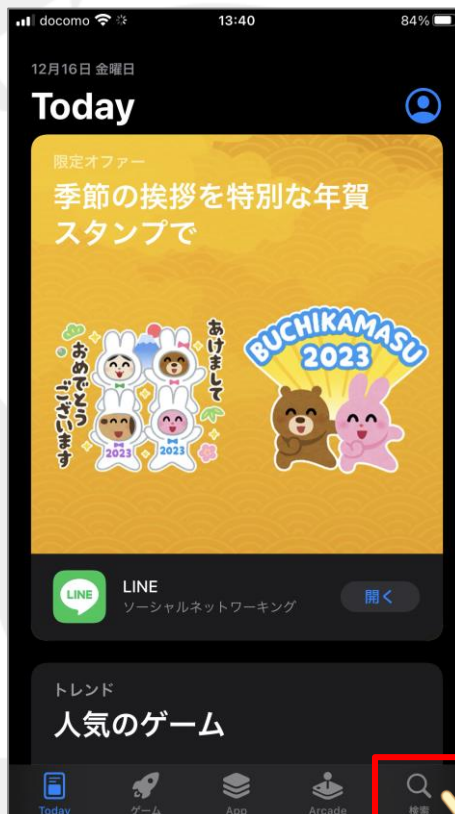 docomo 13:40 84%
12月16日 金曜日
Today
限定オファー
季節の挨拶を特別な年賀
スタンプで
あけまして
おめでとう
ございます
2023 2023
BUCHIKAMASU
2023
LINE
LINE
ソーシャルネットワーキング
開く
トレンド
人気のゲーム
Today ゲーム App Arcade 検索